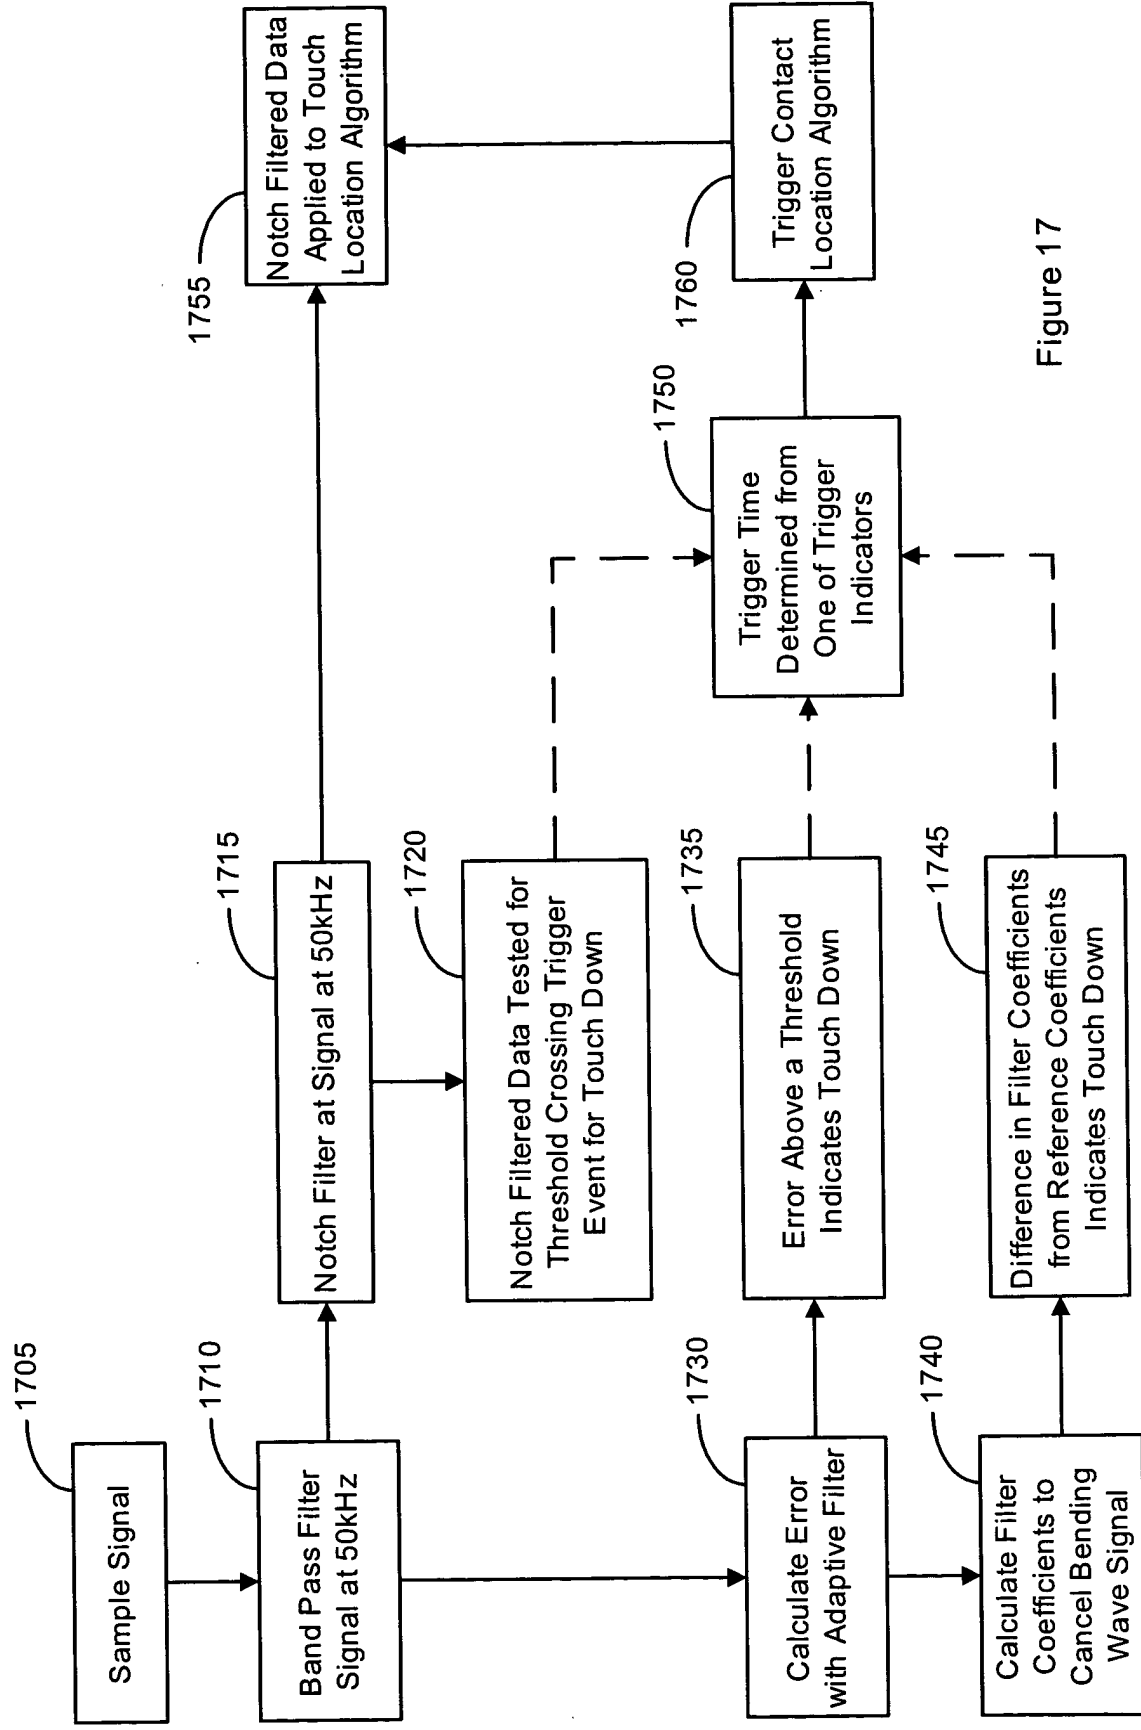 1705
Sample Signal
1710
Band Pass Filter
Signal at 50kHz
1715
Notch Filter at Signal at 50kHz
1720
Notch Filtered Data Tested for
Threshold Crossing Trigger
Event for Touch Down
1730
Calculate Error
with Adaptive Filter
1735
Error Above a Threshold
Indicates Touch Down
1740
Calculate Filter
Coefficients to
Cancel Bending
Wave Signal
1745
Difference in Filter Coefficients
from Reference Coefficients
Indicates Touch Down
1750
Trigger Time
Determined from
One of Trigger
Indicators
1755
Notch Filtered Data
Applied to Touch
Location Algorithm
1760
Trigger Contact
Location Algorithm
Figure 17